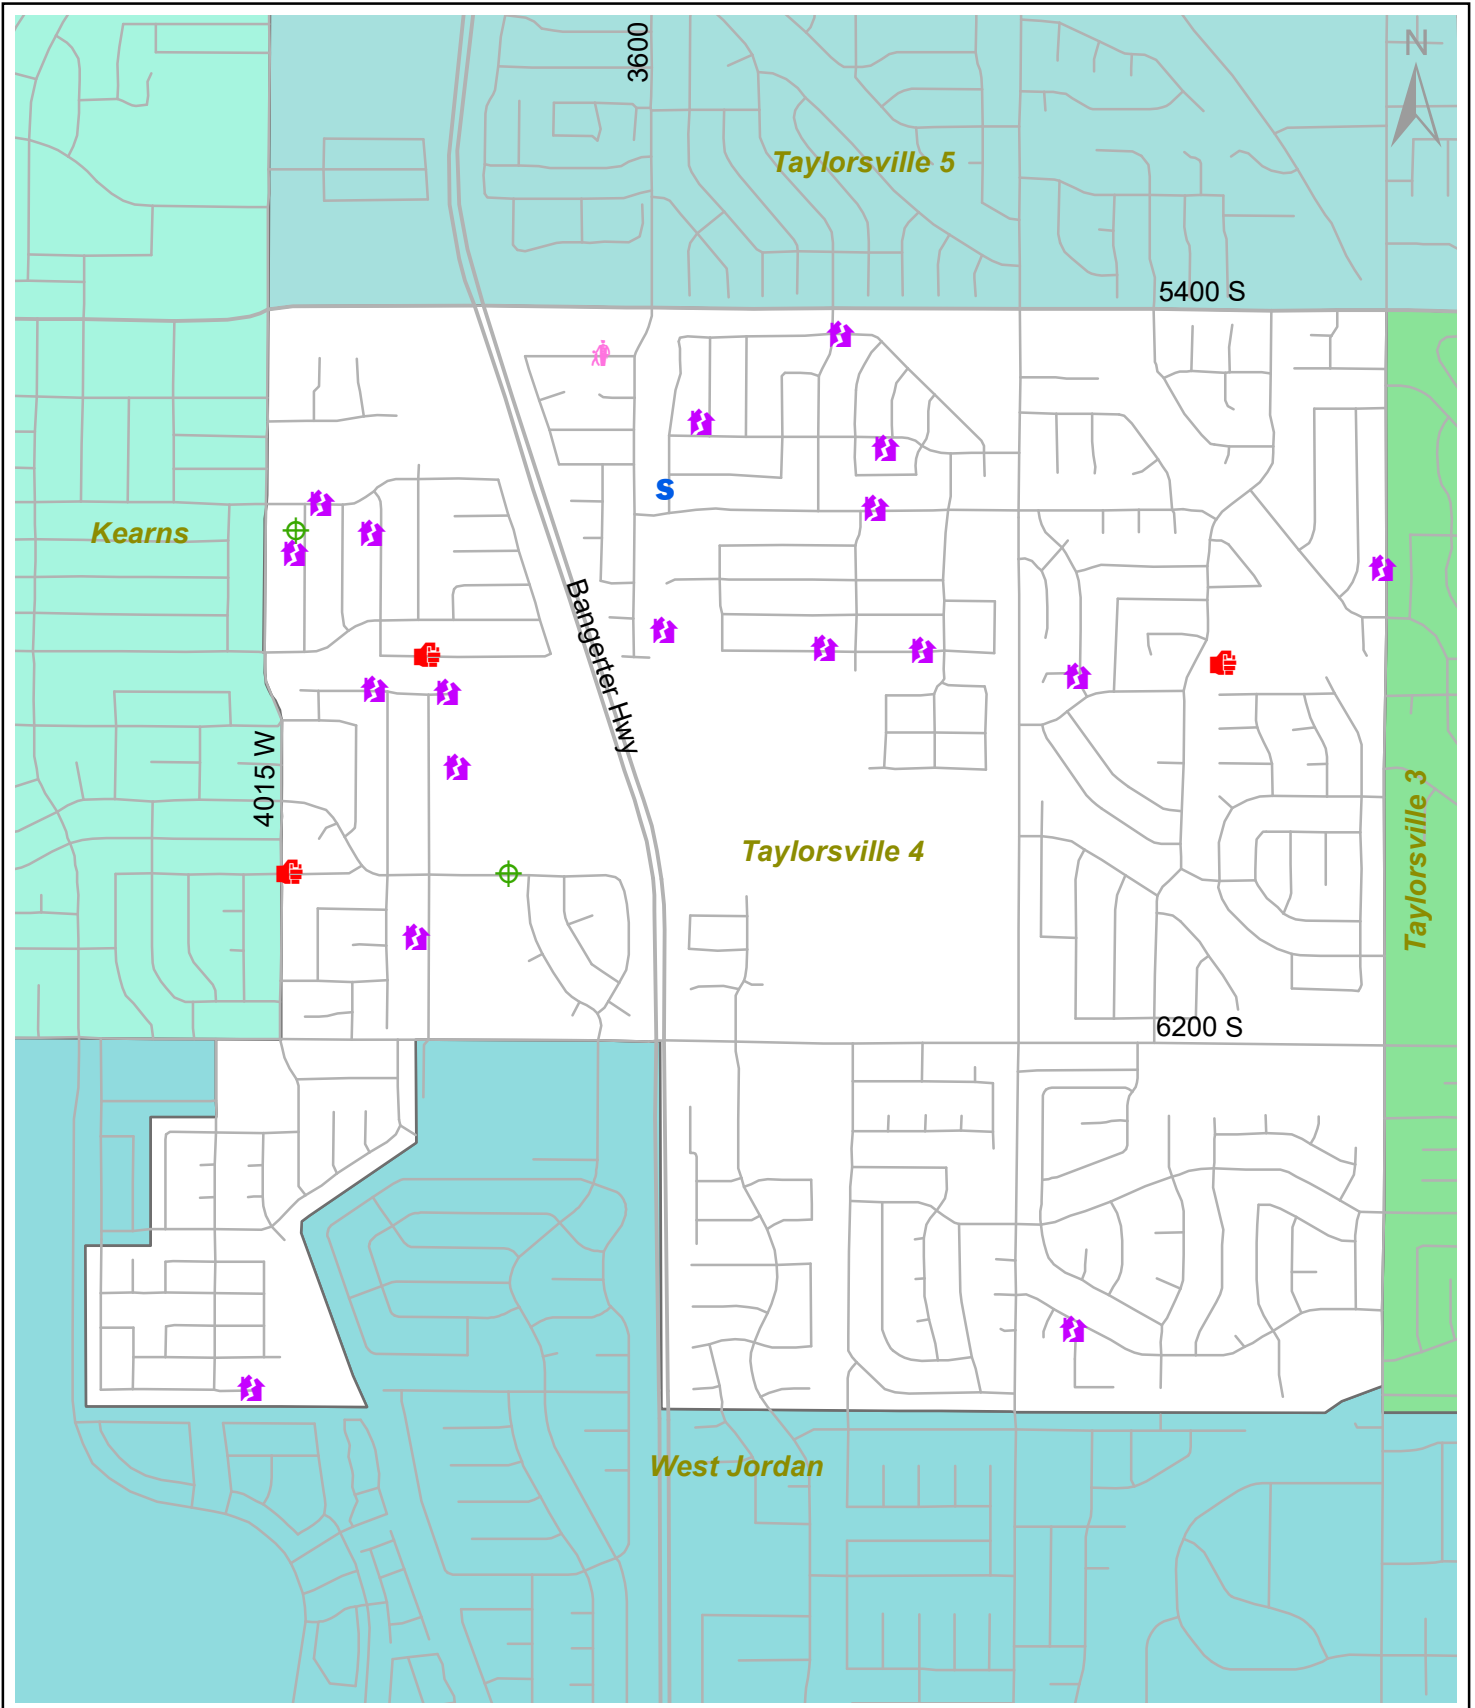 3600
N
Taylorsville 5
5400 S
S
Kearns
Bangerter Hwy
4015 W
Taylorsville 4
Taylorsville 3
6200 S
West Jordan